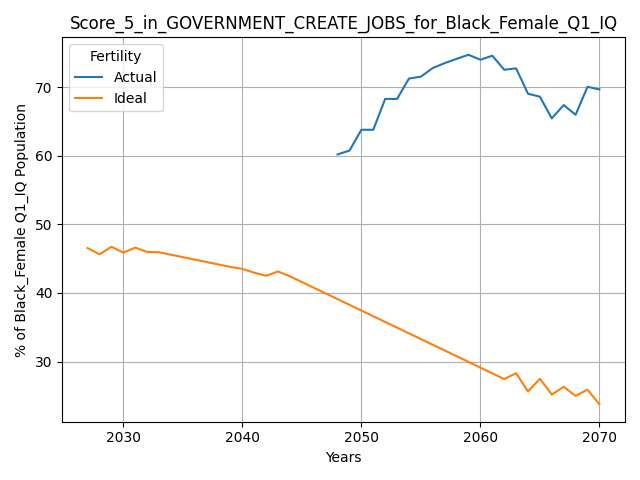 Score_5_in_GOVERNMENT_CREATE_JOBS_for_Black_Female_Q1_IQ
Fertility
Actual
Ideal
% of Black_Female Q1_IQ Population
70
60
50
40
30
2030
2040
2050
2060
2070
Years